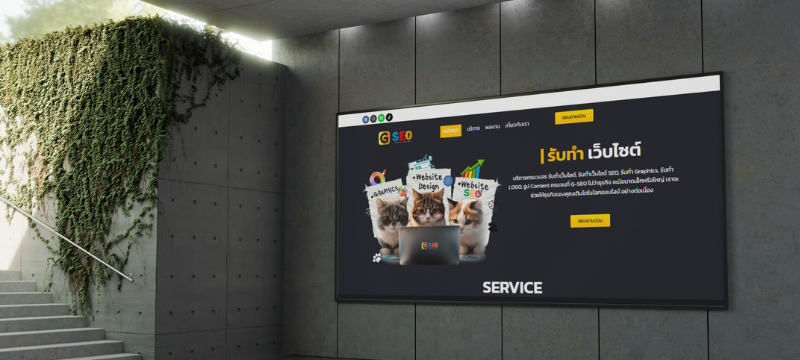 G SEO
หน้าแรก บริการ ผลงาน เกี่ยวกับเรา
สอบถามด่วน
| รับทำ เว็บไซต์
บริการครบวงจร รับทำเว็บไซต์, รับทำเว็บไซต์ SEO, รับทำ Graphics, รับทำ
LOGO, รูป Content ครบจบที่ G-SEO ไม่ว่าธุรกิจ จะมีขนาดเล็กหรือใหญ่ เราจะ
ช่วยให้ธุรกิจของคุณเติบโตในโลกออนไลน์ อย่างต่อเนื่อง
สอบถามด่วน
GRAPHICS
Website
Design
Website
SEO
G SEO
SERVICE